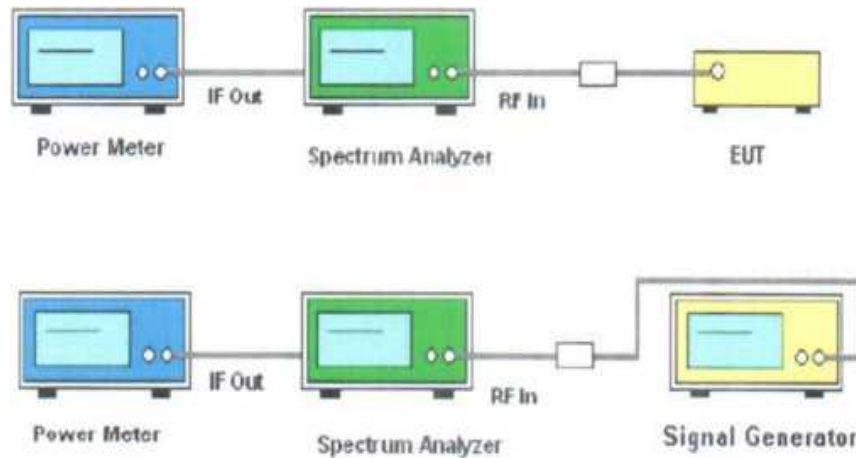 IF Out
Rf In
Power Meter
Spectrum Analyzer
EUT
IF Out
RF In
Power Meter
Spectrum Analyzer
Signal Generator